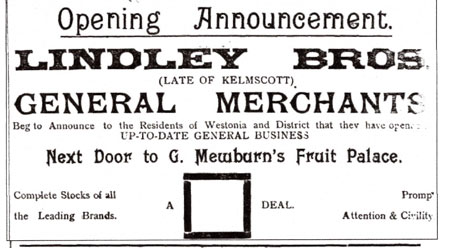 Opening Announcement.
LINDLEY BROS.
(LATE OF KELMSCOTT)
GENERAL MERCHANTS
Beg to Announce to the Residents of Westonia and District that they have
UP-TO-DATE GENERAL BUSINESS
Next Door to G. Mewburn's Fruit Palace.
Complete Stocks of all
the Leading Brands.
A DEAL.
Promp
Attention & Civility